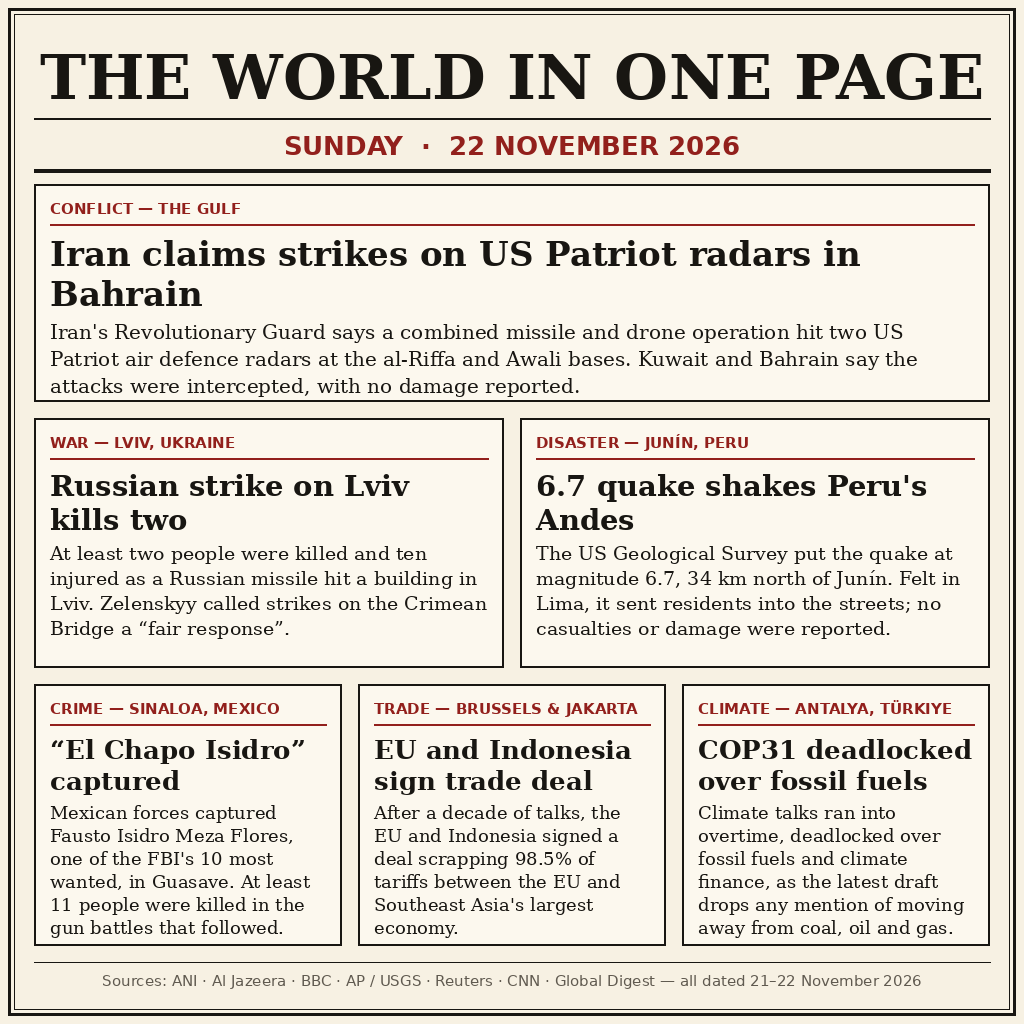 THE WORLD IN ONE PAGE
SUNDAY · 22 NOVEMBER 2026
CONFLICT — THE GULF
Iran claims strikes on US Patriot radars in
Bahrain
Iran's Revolutionary Guard says a combined missile and drone operation hit two US
Patriot air defence radars at the al-Riffa and Awali bases. Kuwait and Bahrain say the
attacks were intercepted, with no damage reported.
WAR — LVIV, UKRAINE
Russian strike on Lviv
kills two
At least two people were killed and ten
injured as a Russian missile hit a building in
Lviv. Zelenskyy called strikes on the Crimean
Bridge a “fair response”.
DISASTER — JUNÍN, PERU
6.7 quake shakes Peru's
Andes
The US Geological Survey put the quake at
magnitude 6.7, 34 km north of Junín. Felt in
Lima, it sent residents into the streets; no
casualties or damage were reported.
CRIME — SINALOA, MEXICO
“El Chapo Isidro”
captured
Mexican forces captured
Fausto Isidro Meza Flores,
one of the FBI's 10 most
wanted, in Guasave. At least
11 people were killed in the
gun battles that followed.
TRADE — BRUSSELS & JAKARTA
EU and Indonesia
sign trade deal
After a decade of talks, the
EU and Indonesia signed a
deal scrapping 98.5% of
tariffs between the EU and
Southeast Asia's largest
economy.
CLIMATE — ANTALYA, TÜRKIYE
COP31 deadlocked
over fossil fuels
Climate talks ran into
overtime, deadlocked over
fossil fuels and climate
finance, as the latest draft
drops any mention of moving
away from coal, oil and gas.
Sources: ANI · Al Jazeera · BBC · AP / USGS · Reuters · CNN · Global Digest — all dated 21–22 November 2026